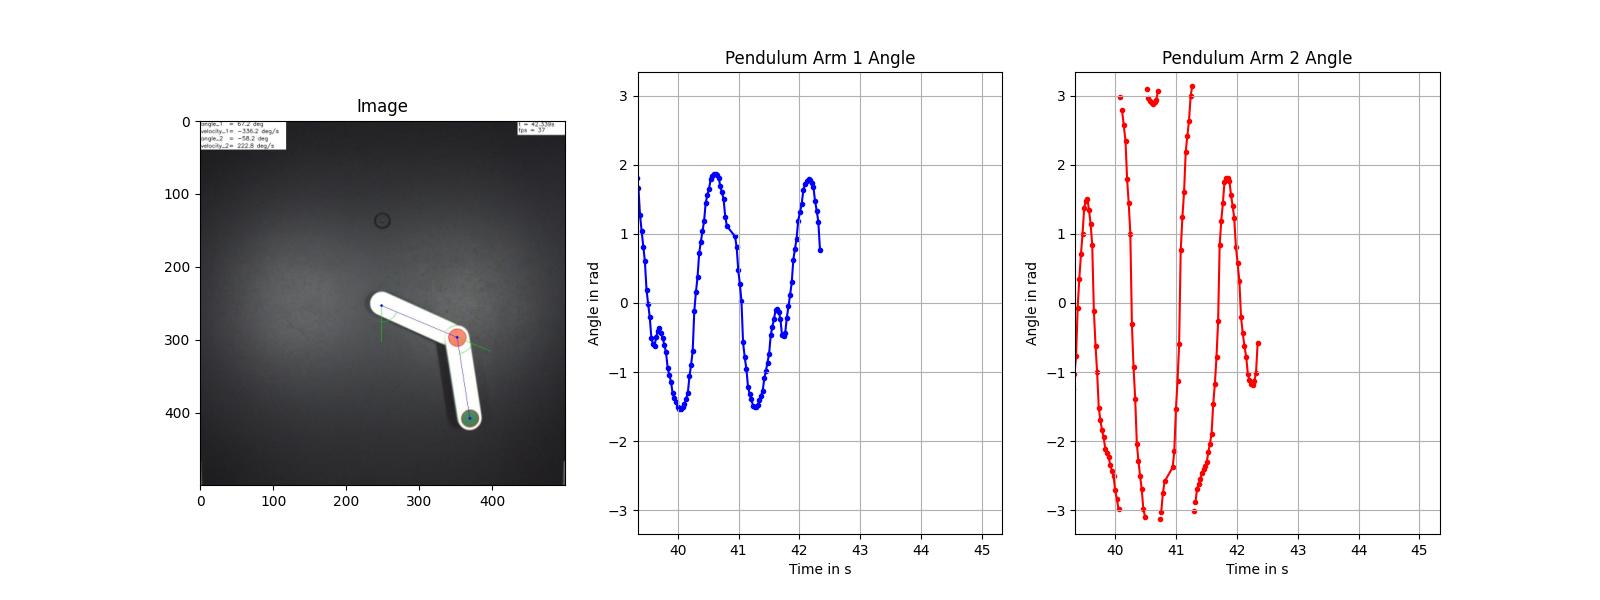 Image
angle_1 = 67.2 deg
velocity_1= -336.2 deg/s
angle_2 = -58.2 deg
velocity_2= 222.8 deg/s
t = 42.339s
fps = 37
0
100
200
300
400
0 100 200 300 400
Pendulum Arm 1 Angle
Angle in rad
3
2
1
0
−1
−2
−3
40 41 42 43 44 45
Time in s
Pendulum Arm 2 Angle
Angle in rad
3
2
1
0
−1
−2
−3
40 41 42 43 44 45
Time in s